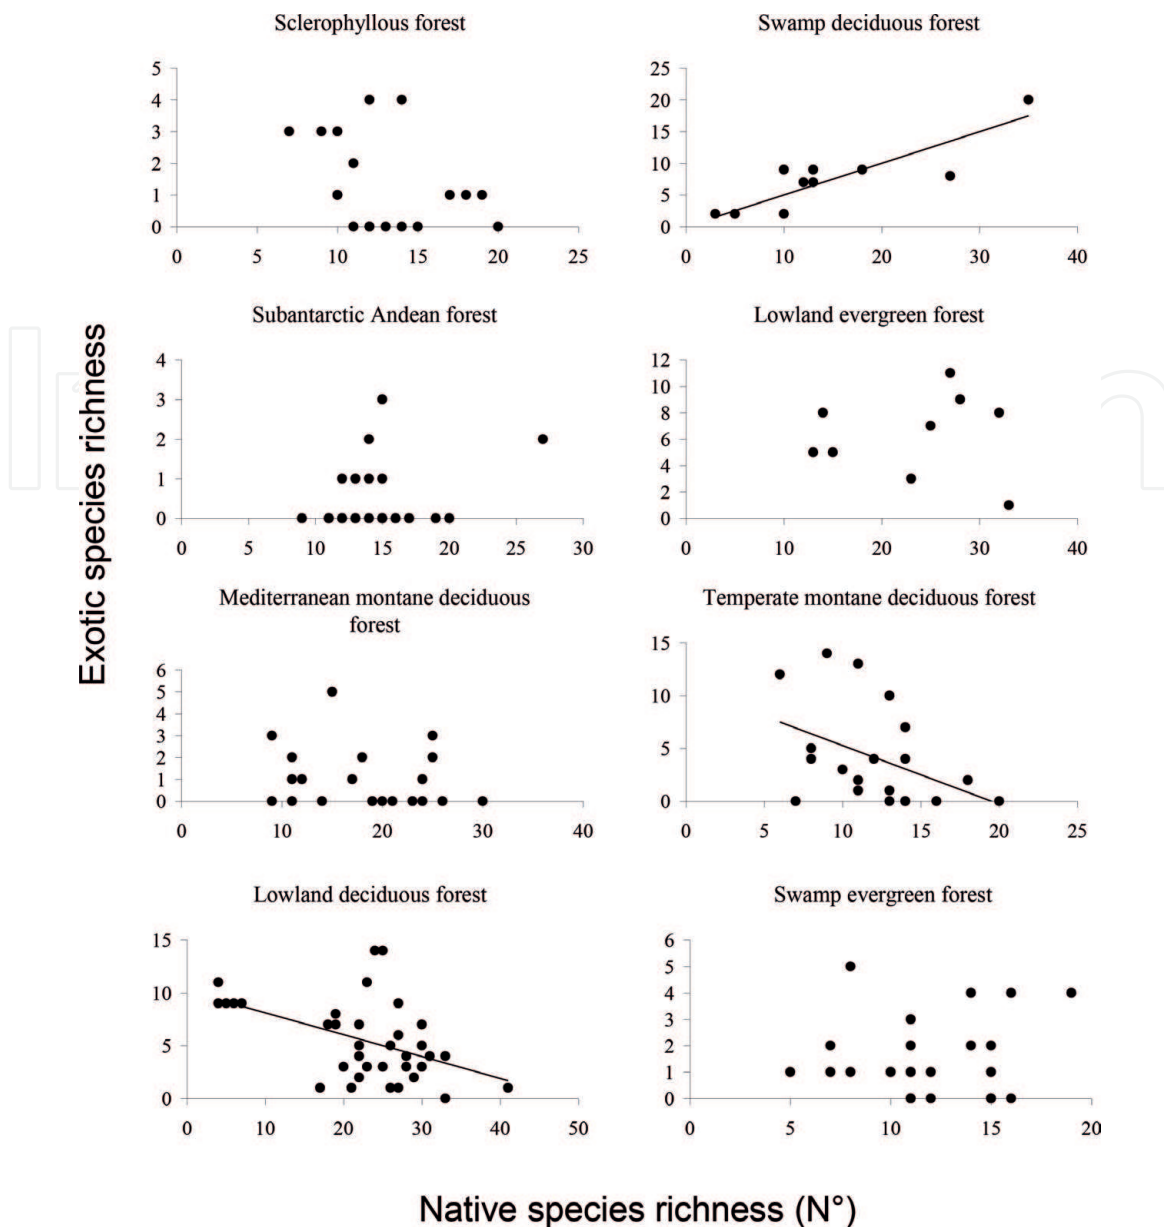 Sclerophyllous forest
5
4
3
2
1
0
0 5 10 15 20 25
Swamp deciduous forest
25
20
15
10
5
0
0 10 20 30 40
Subantarctic Andean forest
4
3
2
1
0
0 5 10 15 20 25 30
Lowland evergreen forest
12
10
8
6
4
2
0
0 10 20 30 40
Exotic species richness
Mediterranean montane deciduous
forest
6
5
4
3
2
1
0
0 10 20 30 40
Temperate montane deciduous forest
15
10
5
0
0 5 10 15 20 25
Lowland deciduous forest
15
10
5
0
0 10 20 30 40 50
Swamp evergreen forest
6
5
4
3
2
1
0
0 5 10 15 20
Native species richness (N°)